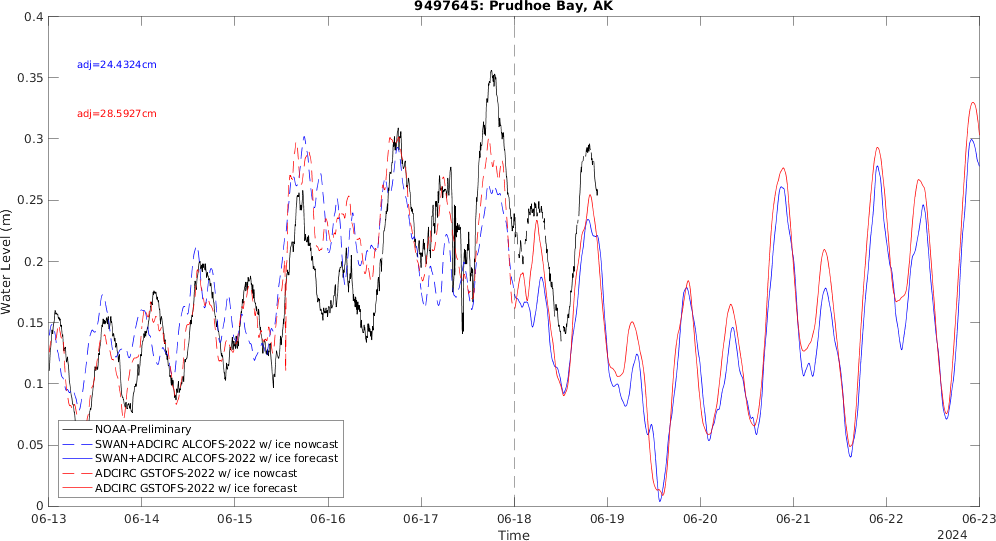 9497645: Prudhoe Bay, AK
0.4
0.35
0.3
0.25
0.2
0.15
0.1
0.05
0
Water Level (m)
adj=24.4324cm
adj=28.5927cm
NOAA-Preliminary
SWAN+ADCIRC ALCOFS-2022 w/ ice nowcast
SWAN+ADCIRC ALCOFS-2022 w/ ice forecast
ADCIRC GSTOFS-2022 w/ ice nowcast
ADCIRC GSTOFS-2022 w/ ice forecast
06-13 06-14 06-15 06-16 06-17 06-18 06-19 06-20 06-21 06-22 06-23
Time
2024